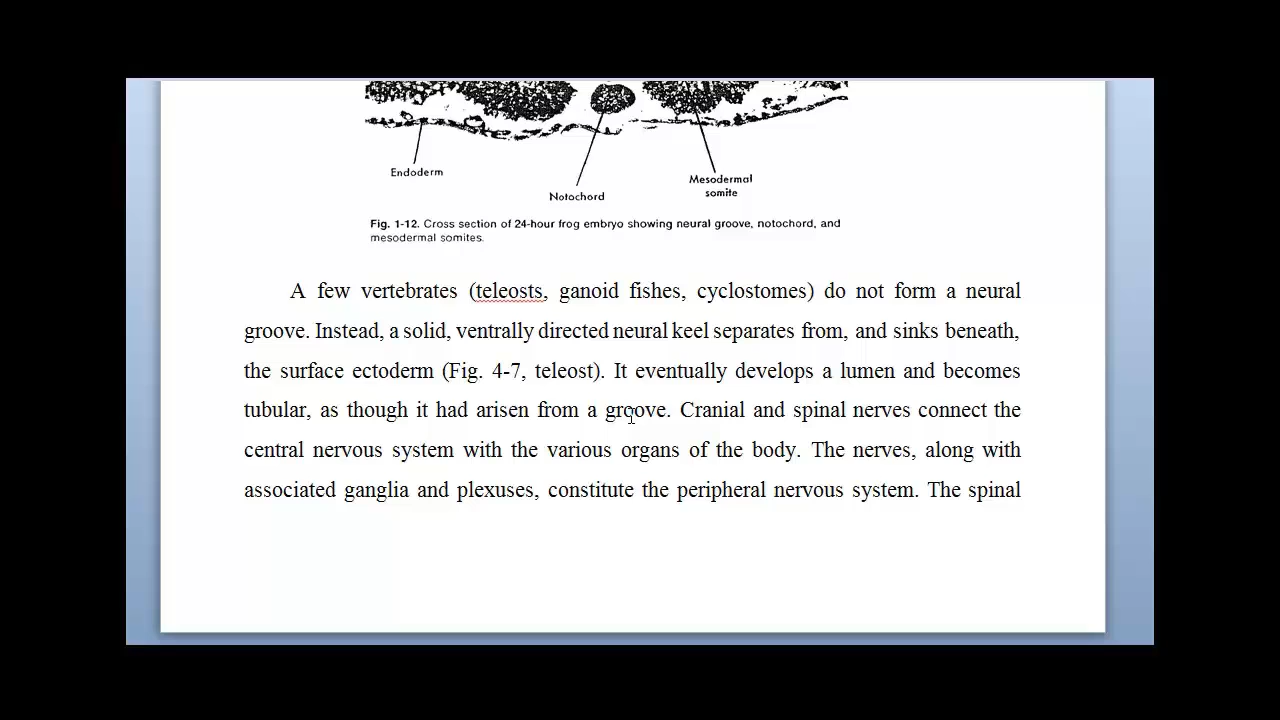 Endoderm
Notochord
Mesodermal
somite
Fig. 1-12. Cross section of 24-hour frog embryo showing neural groove, notochord, and
mesodermal somites.
A few vertebrates (teleosts, ganoid fishes, cyclostomes) do not form a neural
groove. Instead, a solid, ventrally directed neural keel separates from, and sinks beneath,
the surface ectoderm (Fig. 4-7, teleost). It eventually develops a lumen and becomes
tubular, as though it had arisen from a groove. Cranial and spinal nerves connect the
central nervous system with the various organs of the body. The nerves, along with
associated ganglia and plexuses, constitute the peripheral nervous system. The spinal